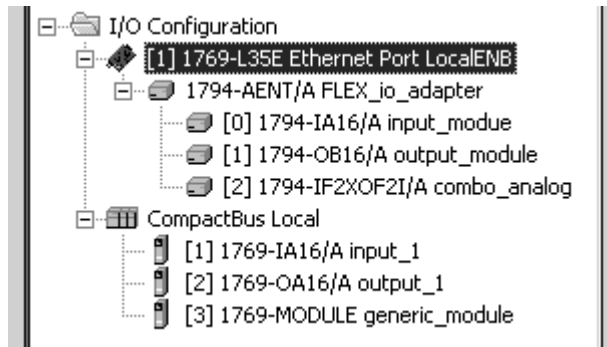 I/O Configuration
[1] 1769-L35E Ethernet Port LocalENB
1794-AENT/A FLEX_io_adapter
[0] 1794-IA16/A input_modue
[1] 1794-OB16/A output_module
[2] 1794-IF2XOF2I/A combo_analog
CompactBus Local
[1] 1769-IA16/A input_1
[2] 1769-OA16/A output_1
[3] 1769-MODULE generic_module